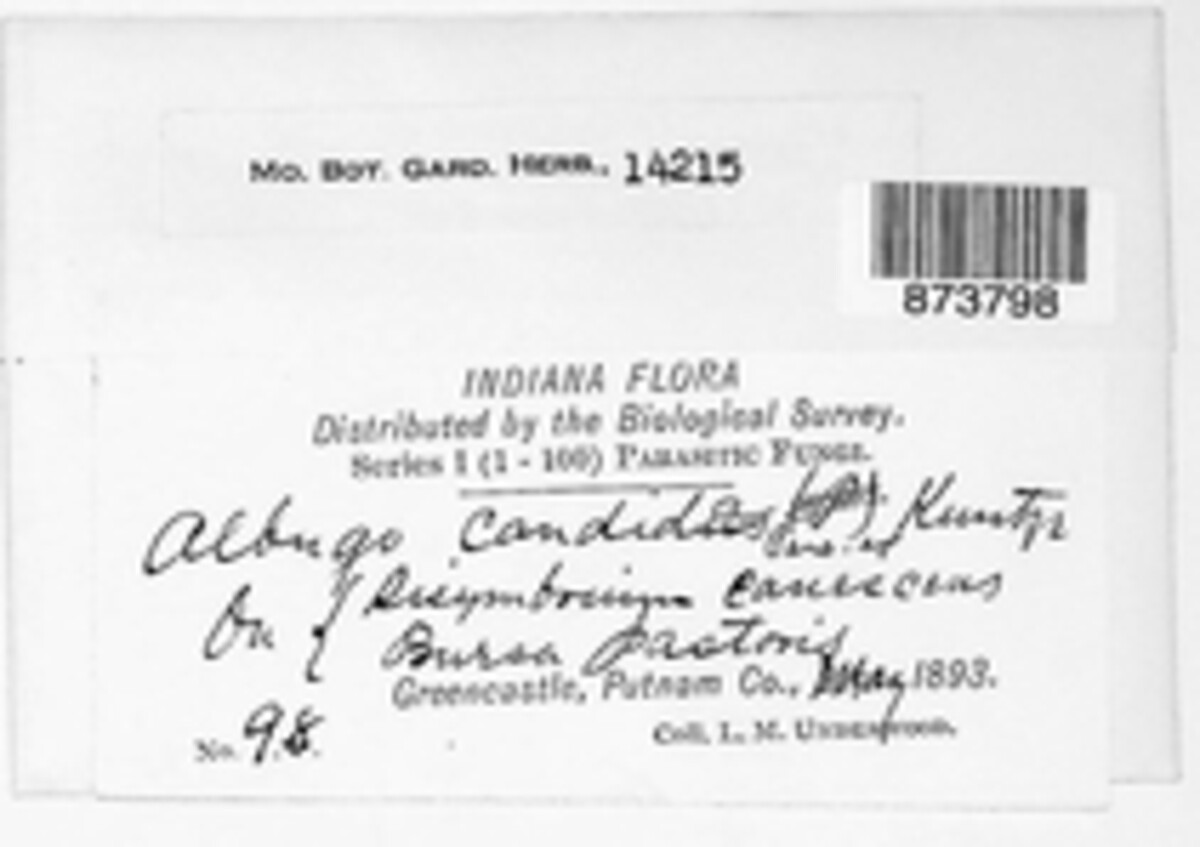 MO. BOT. GARD. HERB., 14215
873798
INDIANA FLORA
Distributed by the Biological Survey.
Series I (1 - 100) PARASITIC FUNGI.
Albugo candidus Kuntze
On { Sisymbrium canescens
Bursa pastoris
Greencastle, Putnam Co., May 1893.
No. 98.
Coll. L. M. UNDERWOOD.